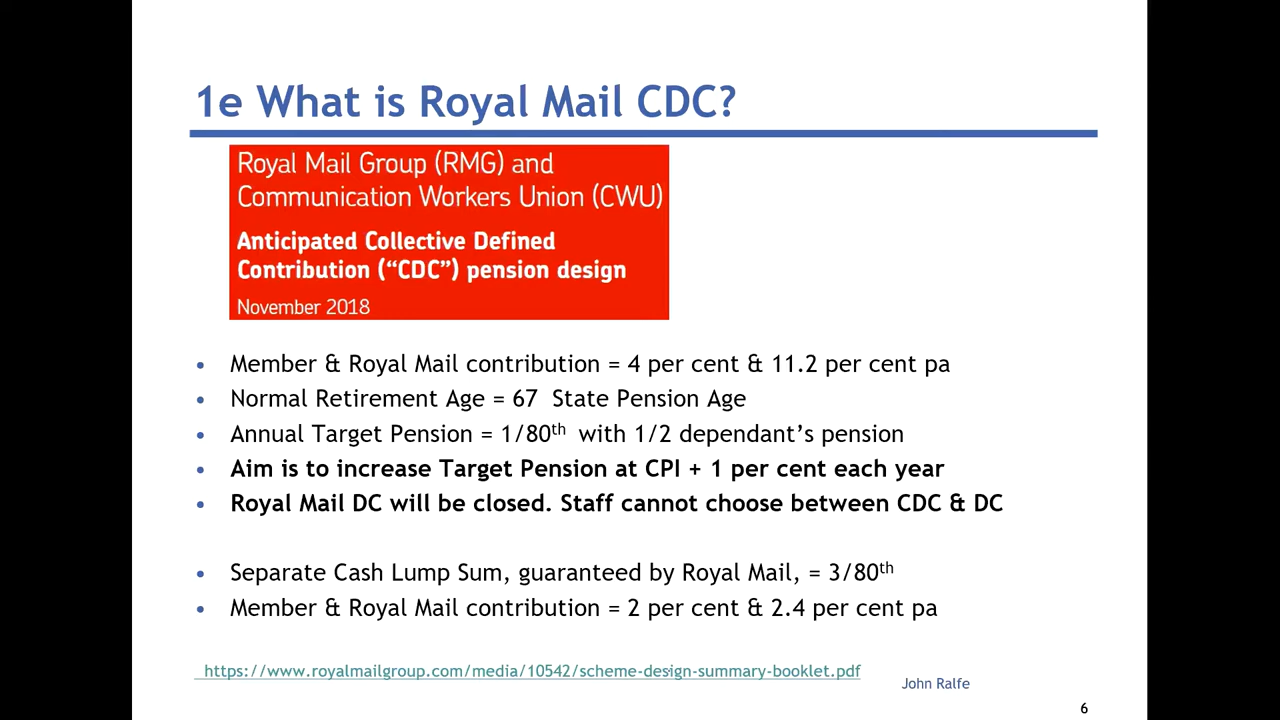 1e What is Royal Mail CDC?
Royal Mail Group (RMG) and
Communication Workers Union (CWU)
Anticipated Collective Defined
Contribution (“CDC”) pension design
November 2018
• Member & Royal Mail contribution = 4 per cent & 11.2 per cent pa
• Normal Retirement Age = 67  State Pension Age
• Annual Target Pension = 1/80th  with 1/2 dependant’s pension
• Aim is to increase Target Pension at CPI + 1 per cent each year
• Royal Mail DC will be closed. Staff cannot choose between CDC & DC
• Separate Cash Lump Sum, guaranteed by Royal Mail, = 3/80th
• Member & Royal Mail contribution = 2 per cent & 2.4 per cent pa
https://www.royalmailgroup.com/media/10542/scheme-design-summary-booklet.pdf
John Ralfe
6